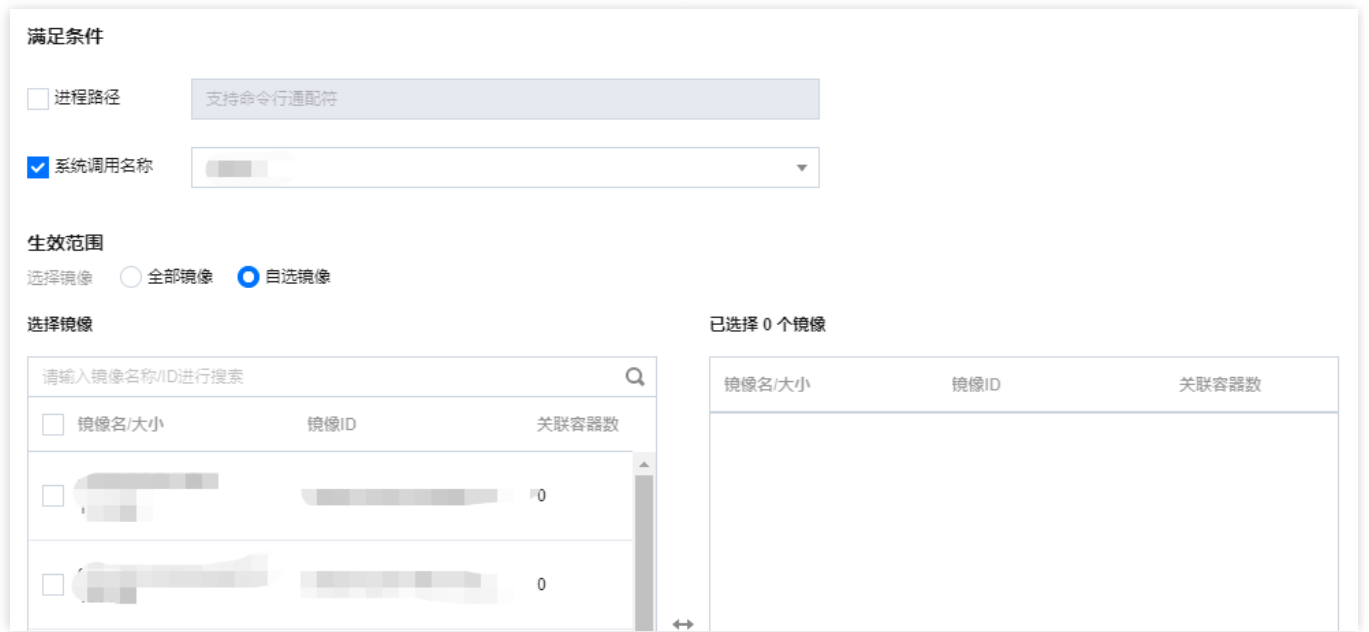 满足条件
进程路径
支持命令行通配符
系统调用名称
生效范围
选择镜像 全部镜像 自选镜像
选择镜像
请输入镜像名称/ID进行搜索
镜像名/大小 镜像ID 关联容器数
0
0
已选择 0 个镜像
镜像名/大小 镜像ID 关联容器数